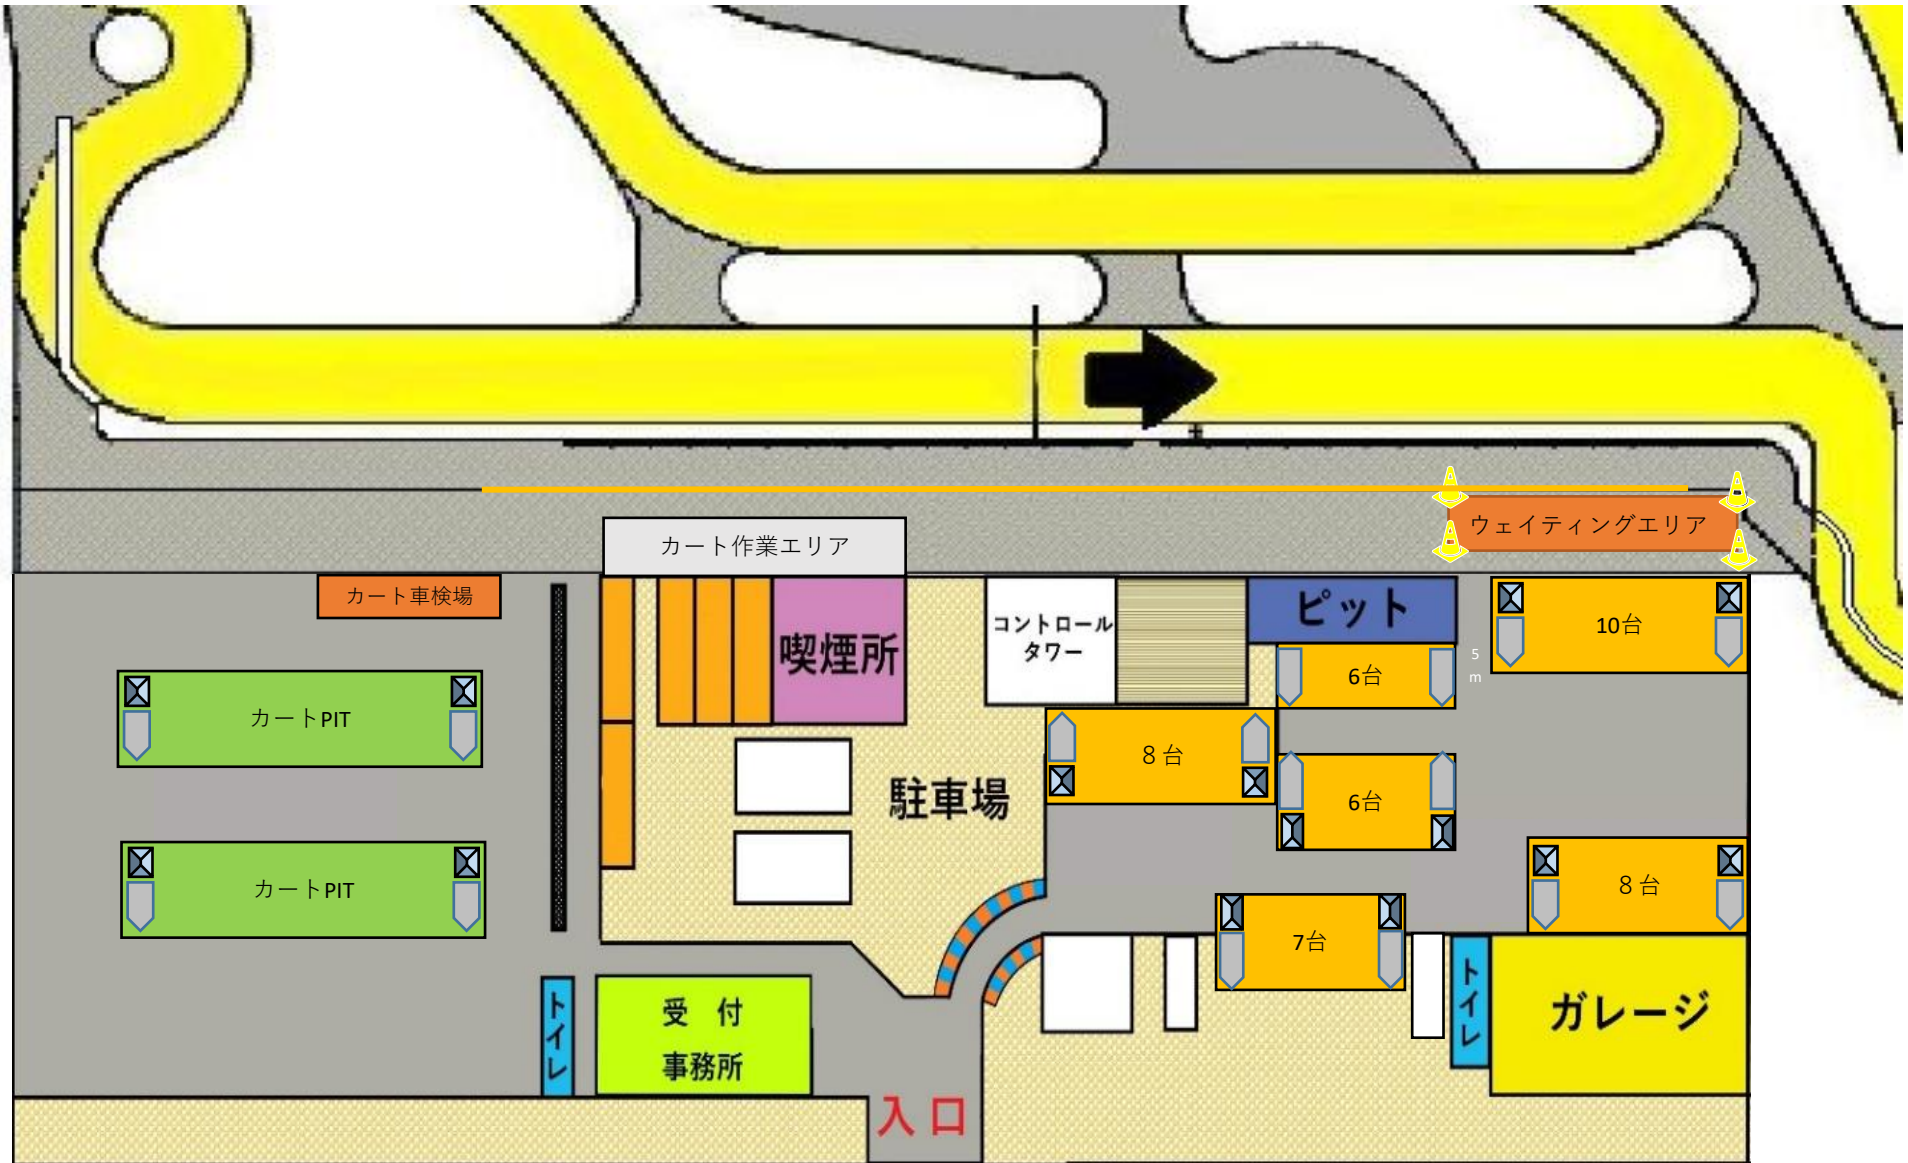 ウェイティングエリア
カート作業エリア
カート車検場
喫煙所
コントロール
タワー
ピット
10台
5
m
6台
カートPIT
8台
駐車場
6台
カートPIT
8台
7台
トイレ
受 付
事務所
トイレ
ガレージ
入口